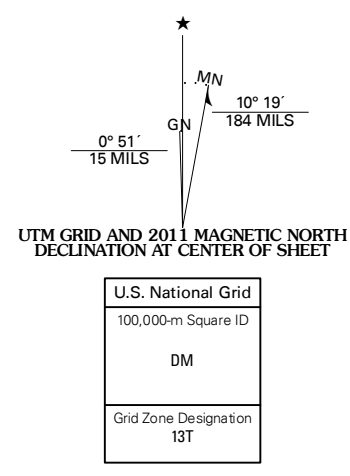 ★
MN
GN
10° 19´
184 MILS
0° 51´
15 MILS
UTM GRID AND 2011 MAGNETIC NORTH
DECLINATION AT CENTER OF SHEET
U.S. National Grid
100,000-m Square ID
DM
Grid Zone Designation
13T